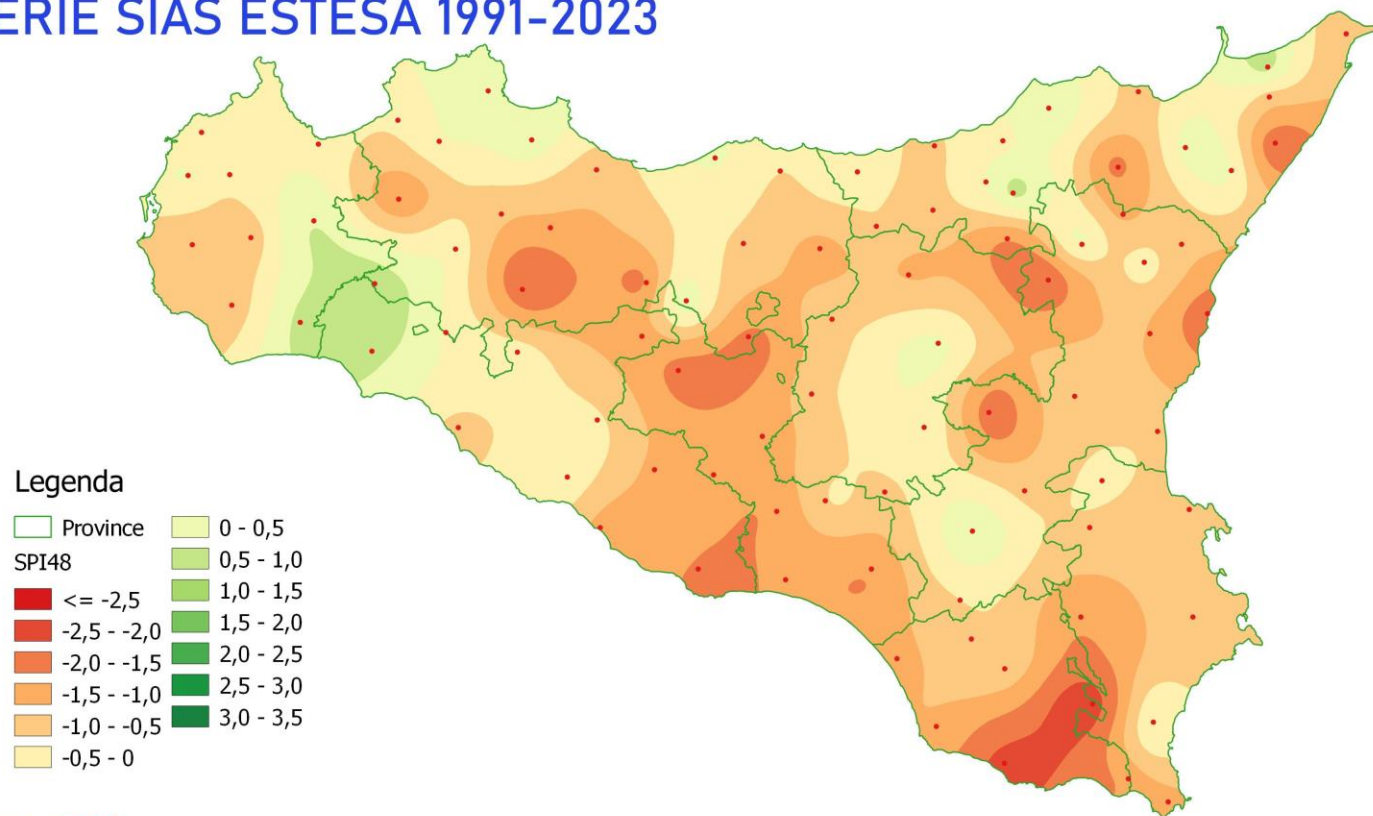 ERIE SIAS ESTESA 1991-2023
Legenda
Province
SPI48
<= -2,5
-2,5 - -2,0
-2,0 - -1,5
-1,5 - -1,0
-1,0 - -0,5
-0,5 - 0
0 - 0,5
0,5 - 1,0
1,0 - 1,5
1,5 - 2,0
2,0 - 2,5
2,5 - 3,0
3,0 - 3,5